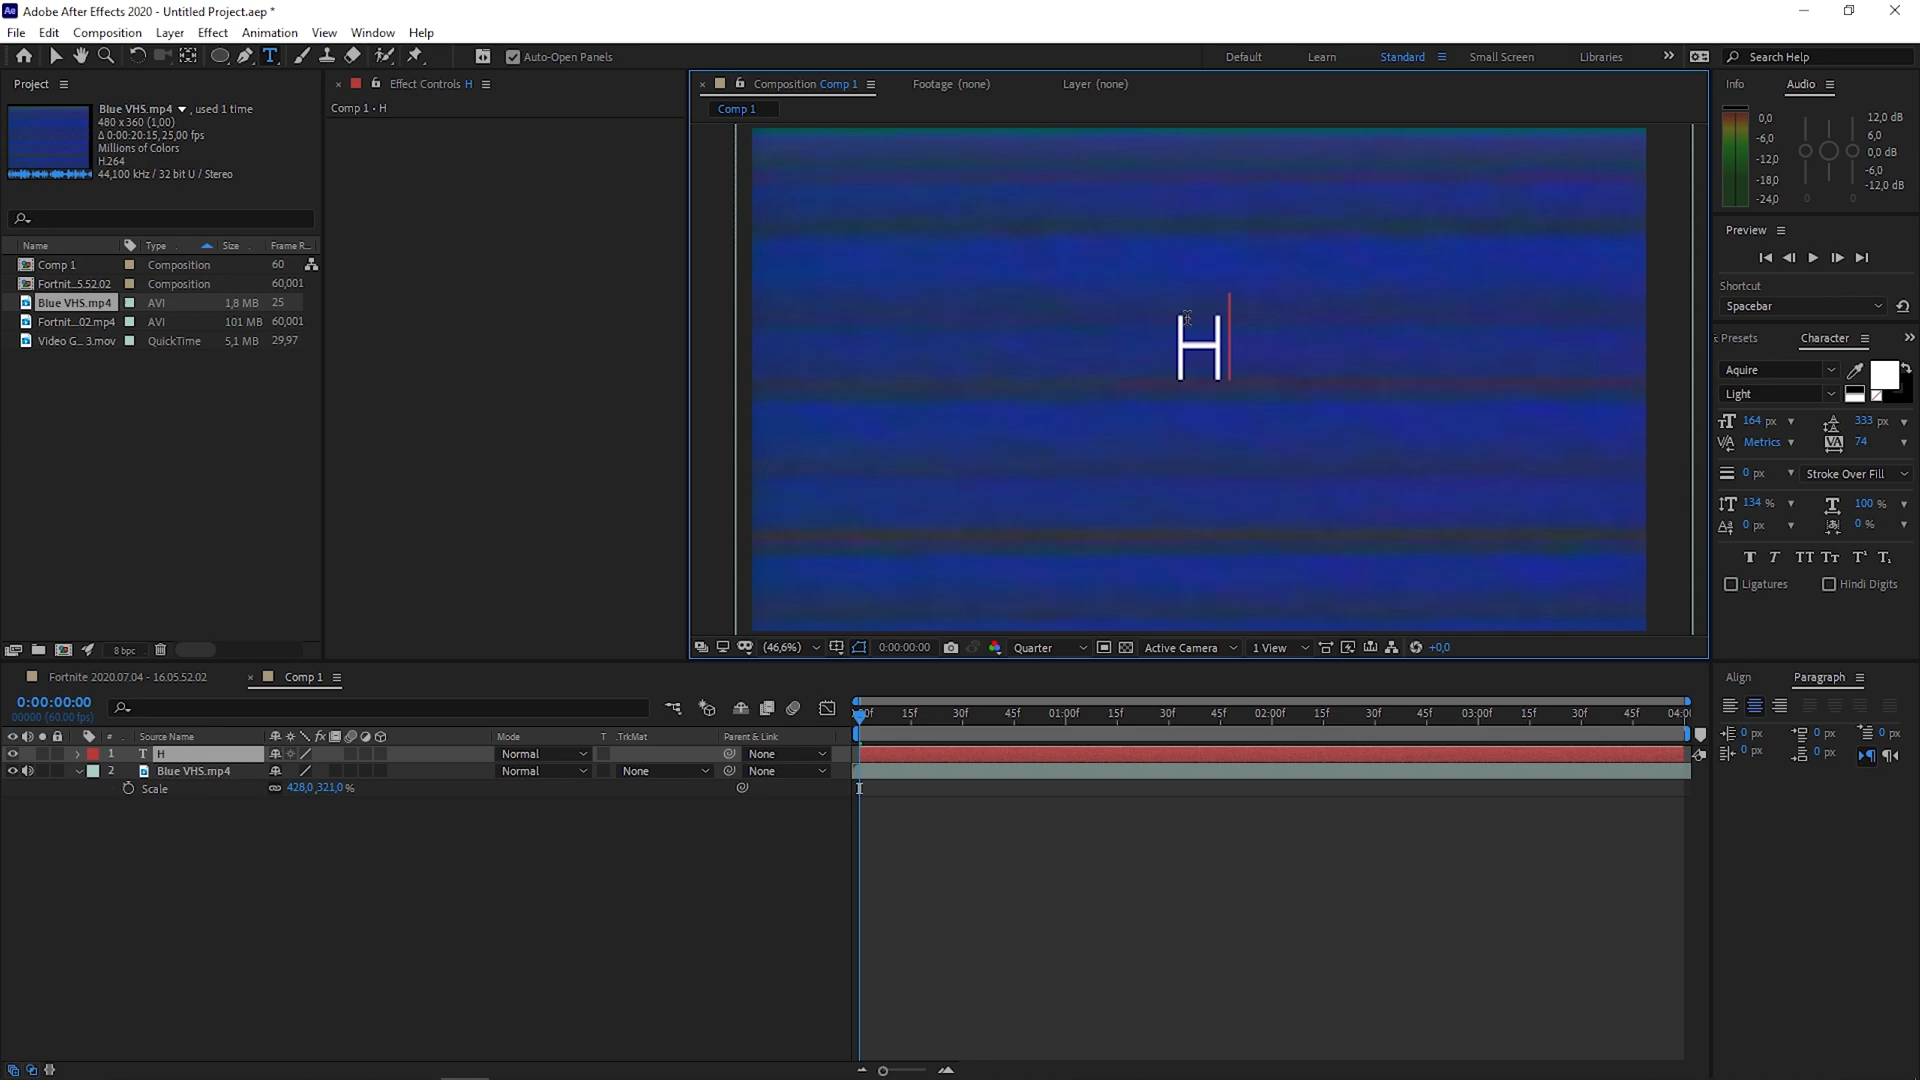 Adobe After Effects 2020 - Untitled Project.aep *
File Edit Composition Layer Effect Animation View Window Help
Auto-Open Panels
Default Learn Standard Small Screen Libraries Search Help
Project
Blue VHS.mp4 , used 1 time
480 x 360 (1,00)
Δ 0:00:20:15, 25,00 fps
Millions of Colors
H.264
44,100 kHz / 32 bit U / Stereo
Name Type Size Frame R...
Comp 1 Composition 60
Fortnit...5.52.02 Composition 60,001
Blue VHS.mp4 AVI 1,8 MB 25
Fortnit...02.mp4 AVI 101 MB 60,001
Video G... 3.mov QuickTime 5,1 MB 29,97
8 bpc
Effect Controls H
Comp 1 • H
Composition Comp 1 Footage (none) Layer (none)
Comp 1
H
(46,6%) 0:00:00:00 Quarter Active Camera 1 View +0,0
Info Audio
0,0
-6,0
-12,0
-18,0
-24,0
12,0 dB
6,0
0,0 dB
-6,0
-12,0 dB
0 0
Preview
Shortcut
Spacebar
Presets Character
Aquire
Light
164 px 333 px
Metrics 74
0 px Stroke Over Fill
134 % 100 %
0 px 0 %
T T TT Tr T¹ T₁
Ligatures Hindi Digits
Align Paragraph
0 px 0 px 0 px
0 px 0 px
Fortnite 2020.07.04 - 16.05.52.02 Comp 1
0:00:00:00
00000 (60.00 fps)
# Source Name Mode T .TrkMat Parent & Link
1 T H Normal None
2 Blue VHS.mp4 Normal None None
Scale 428,0,321,0%
:00f 15f 30f 45f 01:00f 15f 30f 45f 02:00f 15f 30f 45f 03:00f 15f 30f 45f 04:0